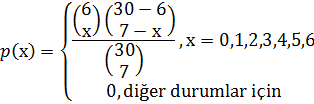 p(x) = { (6 x)(30 − 6 7 − x) / (30 7) , x = 0,1,2,3,4,5,6
0, diğer durumlar için